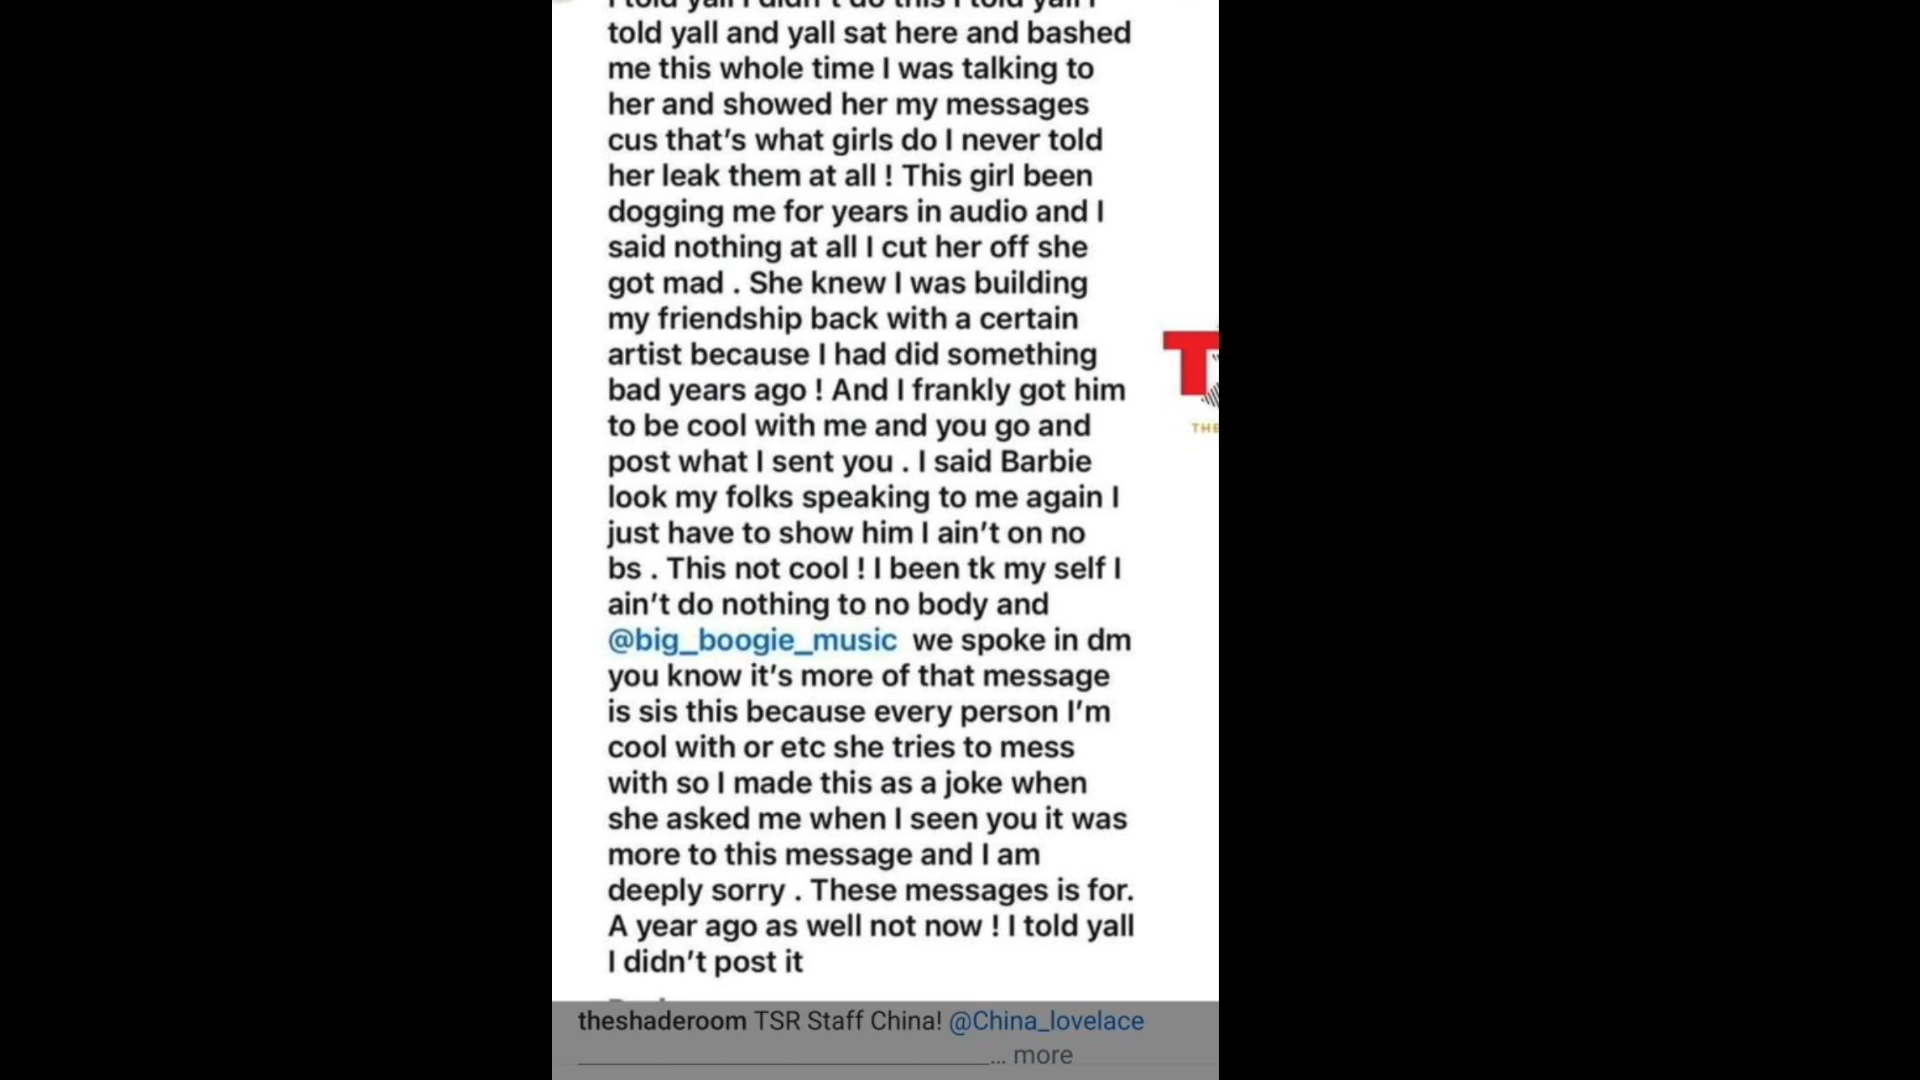 I told yall I didn't do this I told yall I
told yall and yall sat here and bashed
me this whole time I was talking to
her and showed her my messages
cus that's what girls do I never told
her leak them at all ! This girl been
dogging me for years in audio and I
said nothing at all I cut her off she
got mad . She knew I was building
my friendship back with a certain
artist because I had did something
bad years ago ! And I frankly got him
to be cool with me and you go and
post what I sent you . I said Barbie
look my folks speaking to me again I
just have to show him I ain't on no
bs . This not cool ! I been tk my self I
ain't do nothing to no body and
@big_boogie_music we spoke in dm
you know it's more of that message
is sis this because every person I'm
cool with or etc she tries to mess
with so I made this as a joke when
she asked me when I seen you it was
more to this message and I am
deeply sorry . These messages is for.
A year ago as well not now ! I told yall
I didn't post it
T
THE
theshaderoom TSR Staff China! @China_lovelace
... more